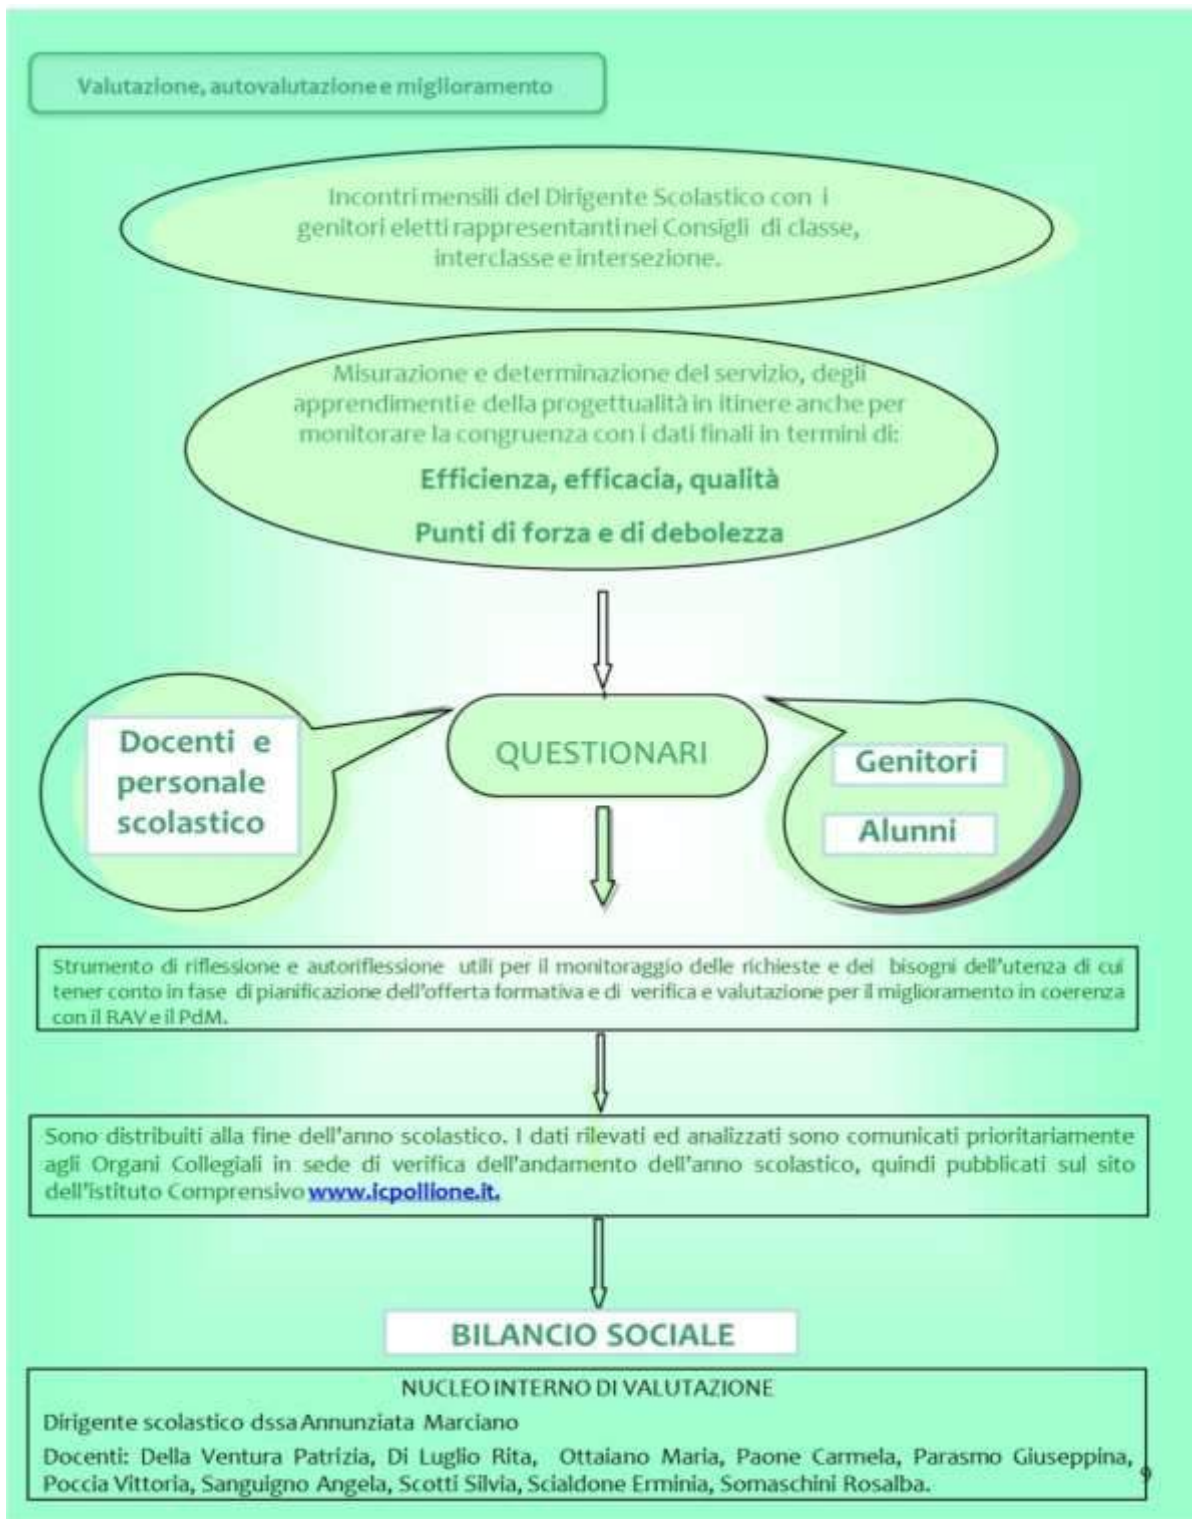 Valutazione, autovalutazione e miglioramento
Incontri mensili del Dirigente Scolastico con i
genitori eletti rappresentanti nei Consigli di classe,
interclasse e intersezione.
Misurazione e determinazione del servizio, degli
apprendimenti e della progettualità in itinere anche per
monitorare la congruenza con i dati finali in termini di:
Efficienza, efficacia, qualità
Punti di forza e di debolezza
Docenti e
personale
scolastico
QUESTIONARI
Genitori
Alunni
Strumento di riflessione e autoriflessione utili per il monitoraggio delle richieste e dei bisogni dell'utenza di cui
tener conto in fase di pianificazione dell'offerta formativa e di verifica e valutazione per il miglioramento in coerenza
con il RAV e il PdM.
Sono distribuiti alla fine dell'anno scolastico. I dati rilevati ed analizzati sono comunicati prioritariamente
agli Organi Collegiali in sede di verifica dell'andamento dell'anno scolastico, quindi pubblicati sul sito
dell'istituto Comprensivo www.icpollione.it.
BILANCIO SOCIALE
NUCLEO INTERNO DI VALUTAZIONE
Dirigente scolastico dssa Annunziata Marciano
Docenti: Della Ventura Patrizia, Di Luglio Rita, Ottaiano Maria, Paone Carmela, Parasmo Giuseppina,
Poccia Vittoria, Sanguigno Angela, Scotti Silvia, Scialdone Erminia, Somaschini Rosalba.
9